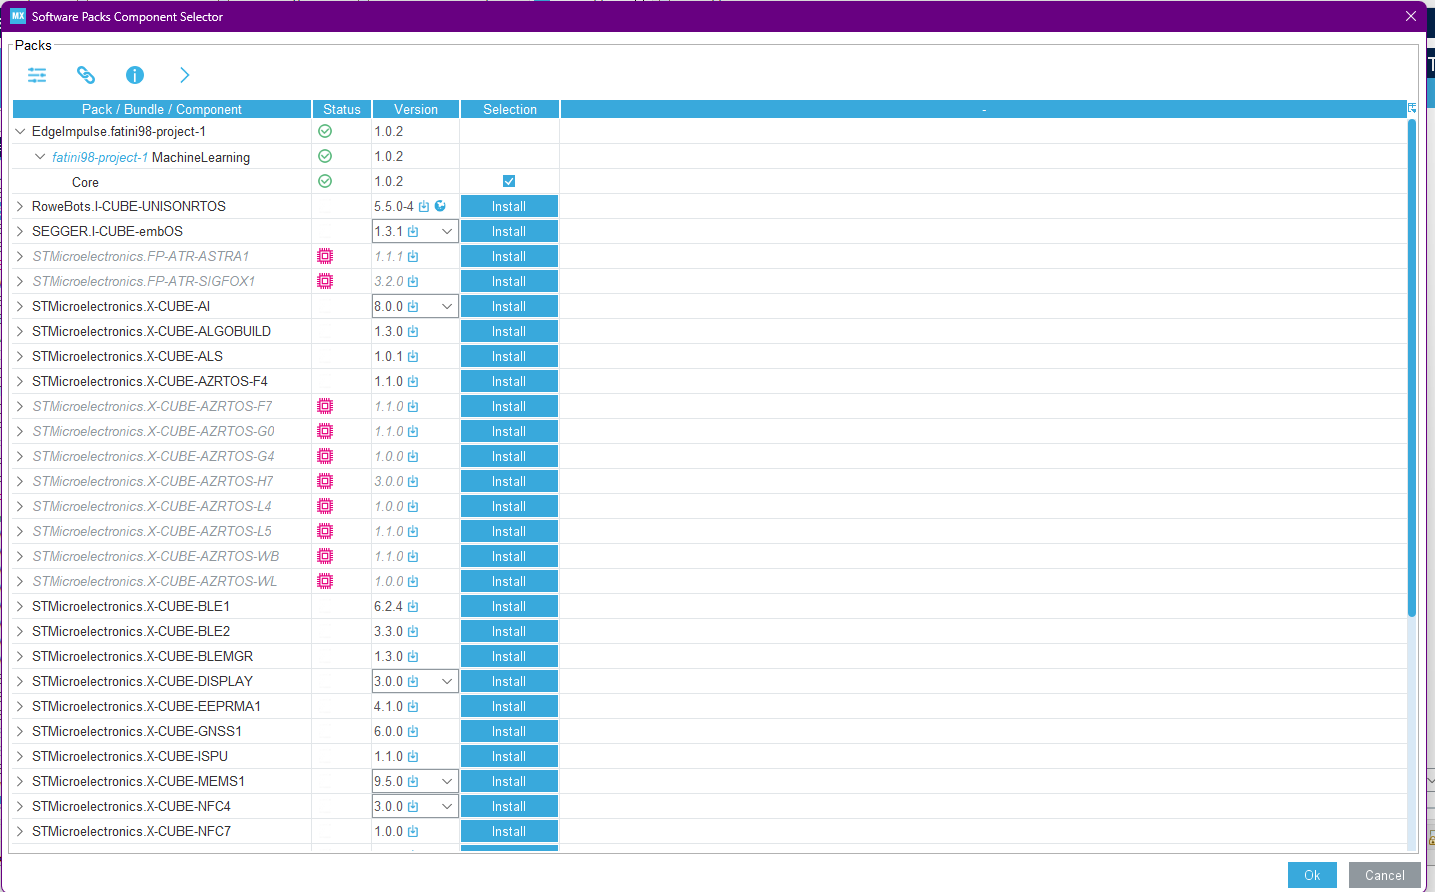 MX Software Packs Component Selector
Packs
Pack / Bundle / Component Status Version Selection -
EdgeImpulse.fatini98-project-1 1.0.2
fatini98-project-1 MachineLearning 1.0.2
Core 1.0.2
RoweBots.I-CUBE-UNISONRTOS 5.5.0-4 Install
SEGGER.I-CUBE-embOS 1.3.1 Install
STMicroelectronics.FP-ATR-ASTRA1 1.1.1 Install
STMicroelectronics.FP-ATR-SIGFOX1 3.2.0 Install
STMicroelectronics.X-CUBE-AI 8.0.0 Install
STMicroelectronics.X-CUBE-ALGOBUILD 1.3.0 Install
STMicroelectronics.X-CUBE-ALS 1.0.1 Install
STMicroelectronics.X-CUBE-AZRTOS-F4 1.1.0 Install
STMicroelectronics.X-CUBE-AZRTOS-F7 1.1.0 Install
STMicroelectronics.X-CUBE-AZRTOS-G0 1.1.0 Install
STMicroelectronics.X-CUBE-AZRTOS-G4 1.0.0 Install
STMicroelectronics.X-CUBE-AZRTOS-H7 3.0.0 Install
STMicroelectronics.X-CUBE-AZRTOS-L4 1.0.0 Install
STMicroelectronics.X-CUBE-AZRTOS-L5 1.1.0 Install
STMicroelectronics.X-CUBE-AZRTOS-WB 1.1.0 Install
STMicroelectronics.X-CUBE-AZRTOS-WL 1.0.0 Install
STMicroelectronics.X-CUBE-BLE1 6.2.4 Install
STMicroelectronics.X-CUBE-BLE2 3.3.0 Install
STMicroelectronics.X-CUBE-BLEMGR 1.3.0 Install
STMicroelectronics.X-CUBE-DISPLAY 3.0.0 Install
STMicroelectronics.X-CUBE-EEPRMA1 4.1.0 Install
STMicroelectronics.X-CUBE-GNSS1 6.0.0 Install
STMicroelectronics.X-CUBE-ISPU 1.1.0 Install
STMicroelectronics.X-CUBE-MEMS1 9.5.0 Install
STMicroelectronics.X-CUBE-NFC4 3.0.0 Install
STMicroelectronics.X-CUBE-NFC7 1.0.0 Install
Ok Cancel